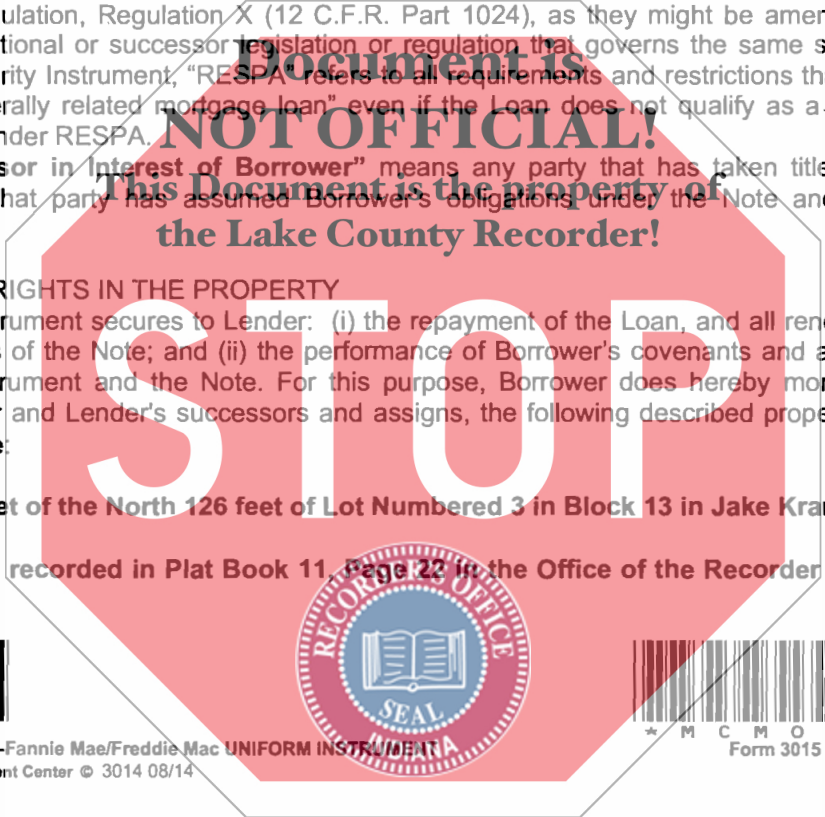 ulation, Regulation X (12 C.F.R. Part 1024), as they might be amen
tional or successor legislation or regulation that governs the same s
Document is
rity Instrument, “RESPA” refers to all requirements and restrictions th
erally related mortgage loan” even if the Loan does not qualify as a
nder RESPA.
NOT OFFICIAL!
sor in Interest of Borrower” means any party that has taken title
This Document is the property of
hat party has assumed Borrower's obligations under the Note and
the Lake County Recorder!
RIGHTS IN THE PROPERTY
rument secures to Lender: (i) the repayment of the Loan, and all rene
s of the Note; and (ii) the performance of Borrower's covenants and a
rument and the Note. For this purpose, Borrower does hereby mor
r and Lender's successors and assigns, the following described prope
e:
STOP
et of the North 126 feet of Lot Numbered 3 in Block 13 in Jake Kra
recorded in Plat Book 11, Page 22 in the Office of the Recorder
RECORDER'S OFFICE
SEAL
INDIANA
* M C M O
-Fannie Mae/Freddie Mac UNIFORM INSTRUMENT
Form 3015
nt Center © 3014 08/14